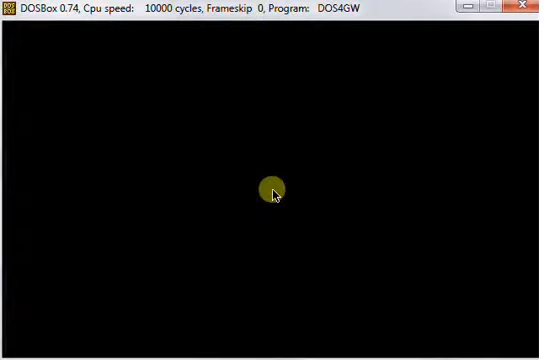 DOSBox 0.74, Cpu speed: 10000 cycles, Frameskip 0, Program: DOS4GW